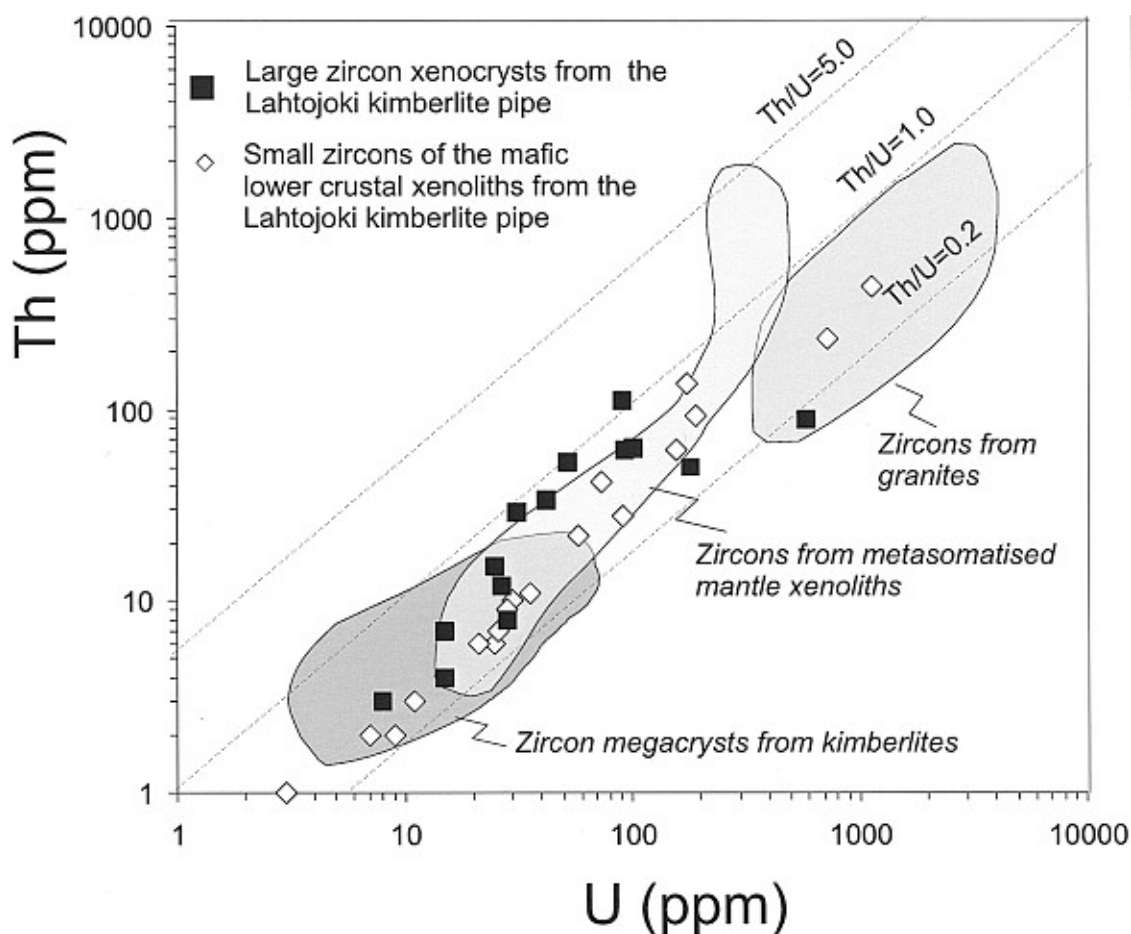 10000
1000
100
10
1
Th (ppm)
Large zircon xenocrysts from the
Lahtojoki kimberlite pipe
Small zircons of the mafic
lower crustal xenoliths from the
Lahtojoki kimberlite pipe
Th/U=5.0
Th/U=1.0
Th/U=0.2
Zircons from
granites
Zircons from metasomatised
mantle xenoliths
Zircon megacrysts from kimberlites
1 10 100 1000 10000
U (ppm)